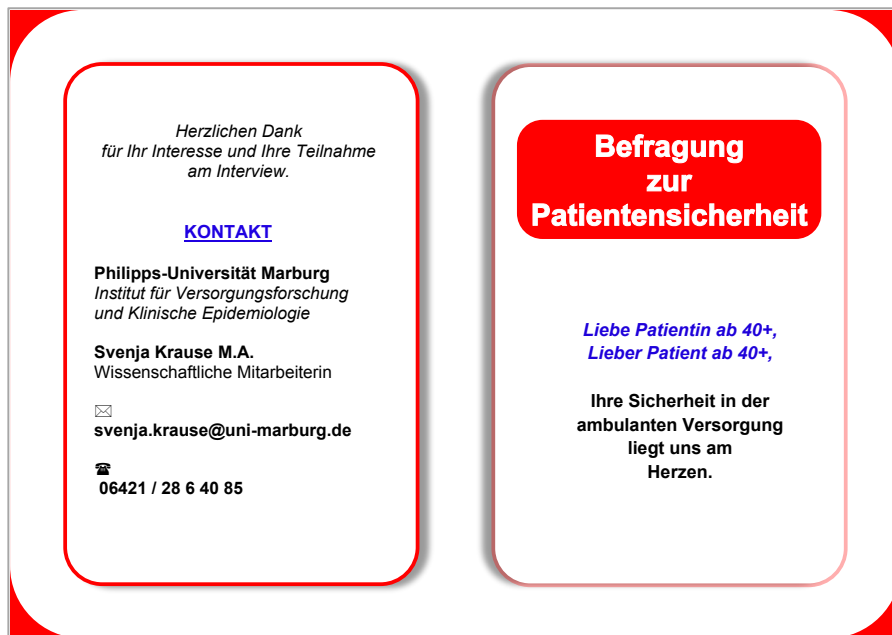 Herzlichen Dank
für Ihr Interesse und Ihre Teilnahme
am Interview.
KONTAKT
Philipps-Universität Marburg
Institut für Versorgungsforschung
und Klinische Epidemiologie
Svenja Krause M.A.
Wissenschaftliche Mitarbeiterin
svenja.krause@uni-marburg.de
06421 / 28 6 40 85
Befragung
zur
Patientensicherheit
Liebe Patientin ab 40+,
Lieber Patient ab 40+,
Ihre Sicherheit in der
ambulanten Versorgung
liegt uns am
Herzen.